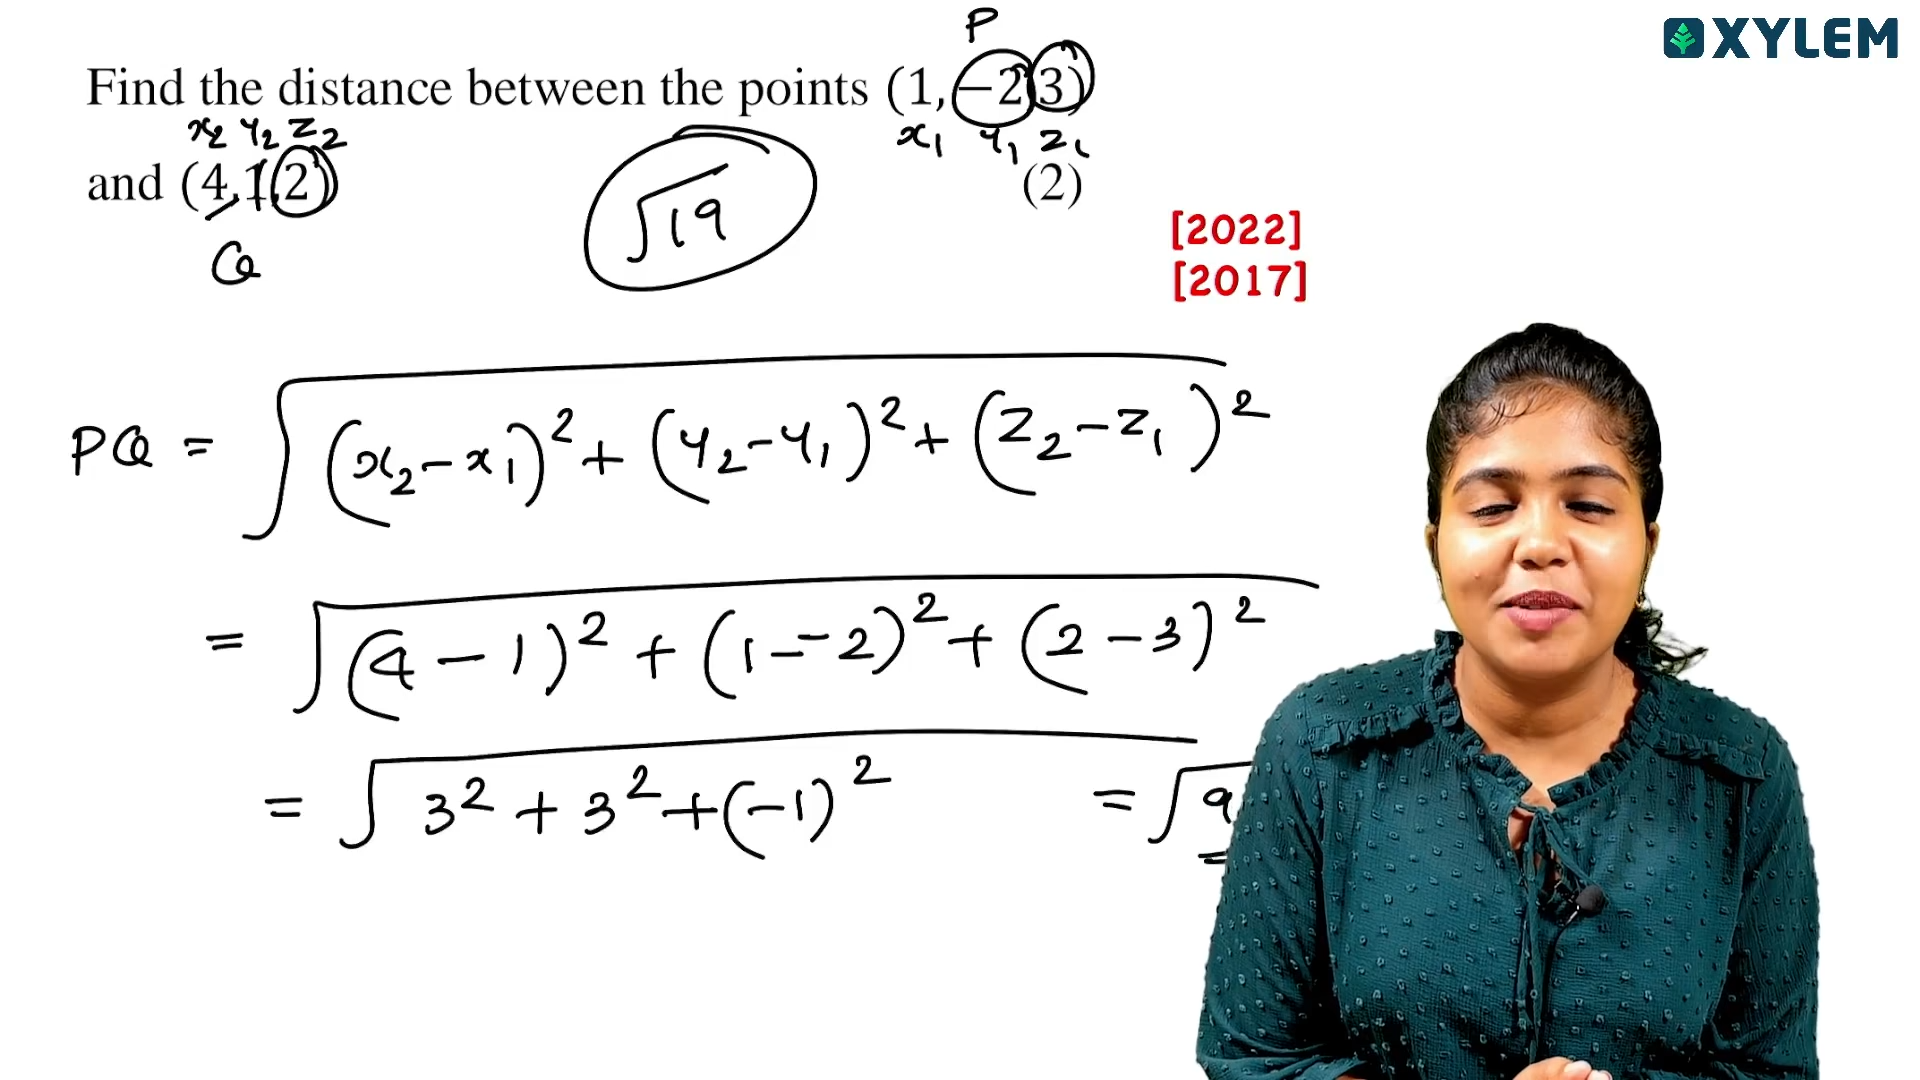 XYLEM
P
Find the distance between the points (1, −2, 3)
x₁ y₁ z₁
x₂ y₂ z₂
and (4, 1, 2) (2)
Q
√19
[2022]
[2017]
PQ = √(x₂−x₁)² + (y₂−y₁)² + (z₂−z₁)²
= √(4−1)² + (1−−2)² + (2−3)²
= √3² + 3² + (−1)² = √9
=